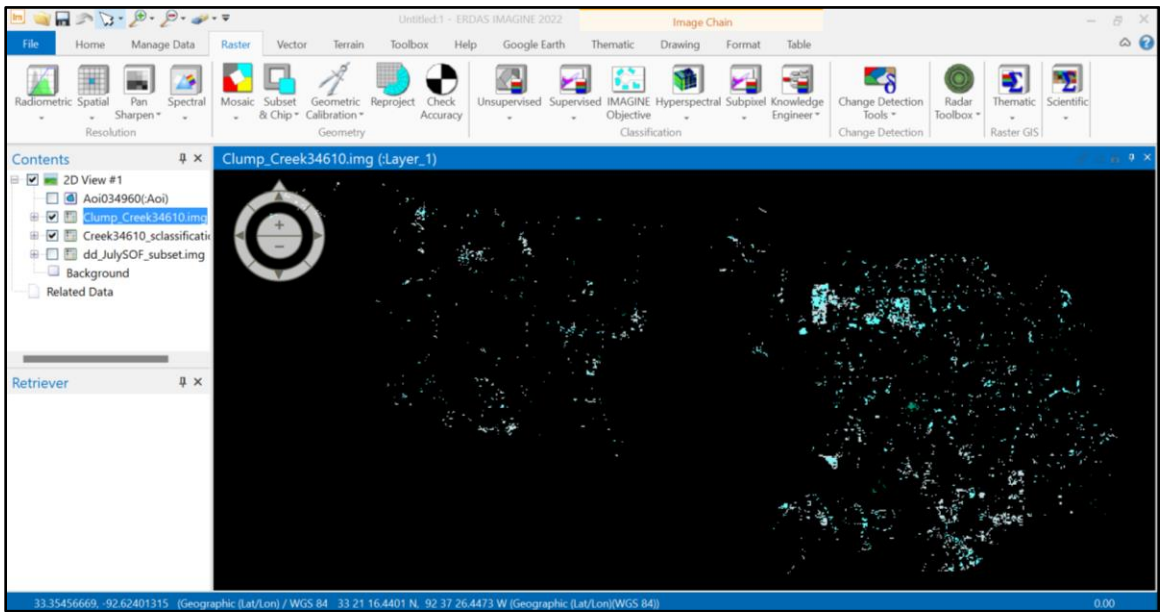 Untitled:1 - ERDAS IMAGINE 2022
Image Chain
File Home Manage Data Raster Vector Terrain Toolbox Help Google Earth Thematic Drawing Format Table
Radiometric Spatial Pan Sharpen Spectral
Resolution
Mosaic Subset & Chip Geometric Calibration Reproject Check Accuracy
Geometry
Unsupervised Supervised IMAGINE Objective Hyperspectral Subpixel Knowledge Engineer
Classification
Change Detection Tools
Change Detection
Radar Toolbox
Thematic Scientific
Raster GIS
Contents
2D View #1
Aoi034960(:Aoi)
Clump_Creek34610.img
Creek34610_sclassificatio
dd_JulySOF_subset.img
Background
Related Data
Retriever
Clump_Creek34610.img (:Layer_1)
33.35456669, -92.62401315 (Geographic (Lat/Lon) / WGS 84 33 21 16.4401 N, 92 37 26.4473 W (Geographic (Lat/Lon)(WGS 84))
0.00